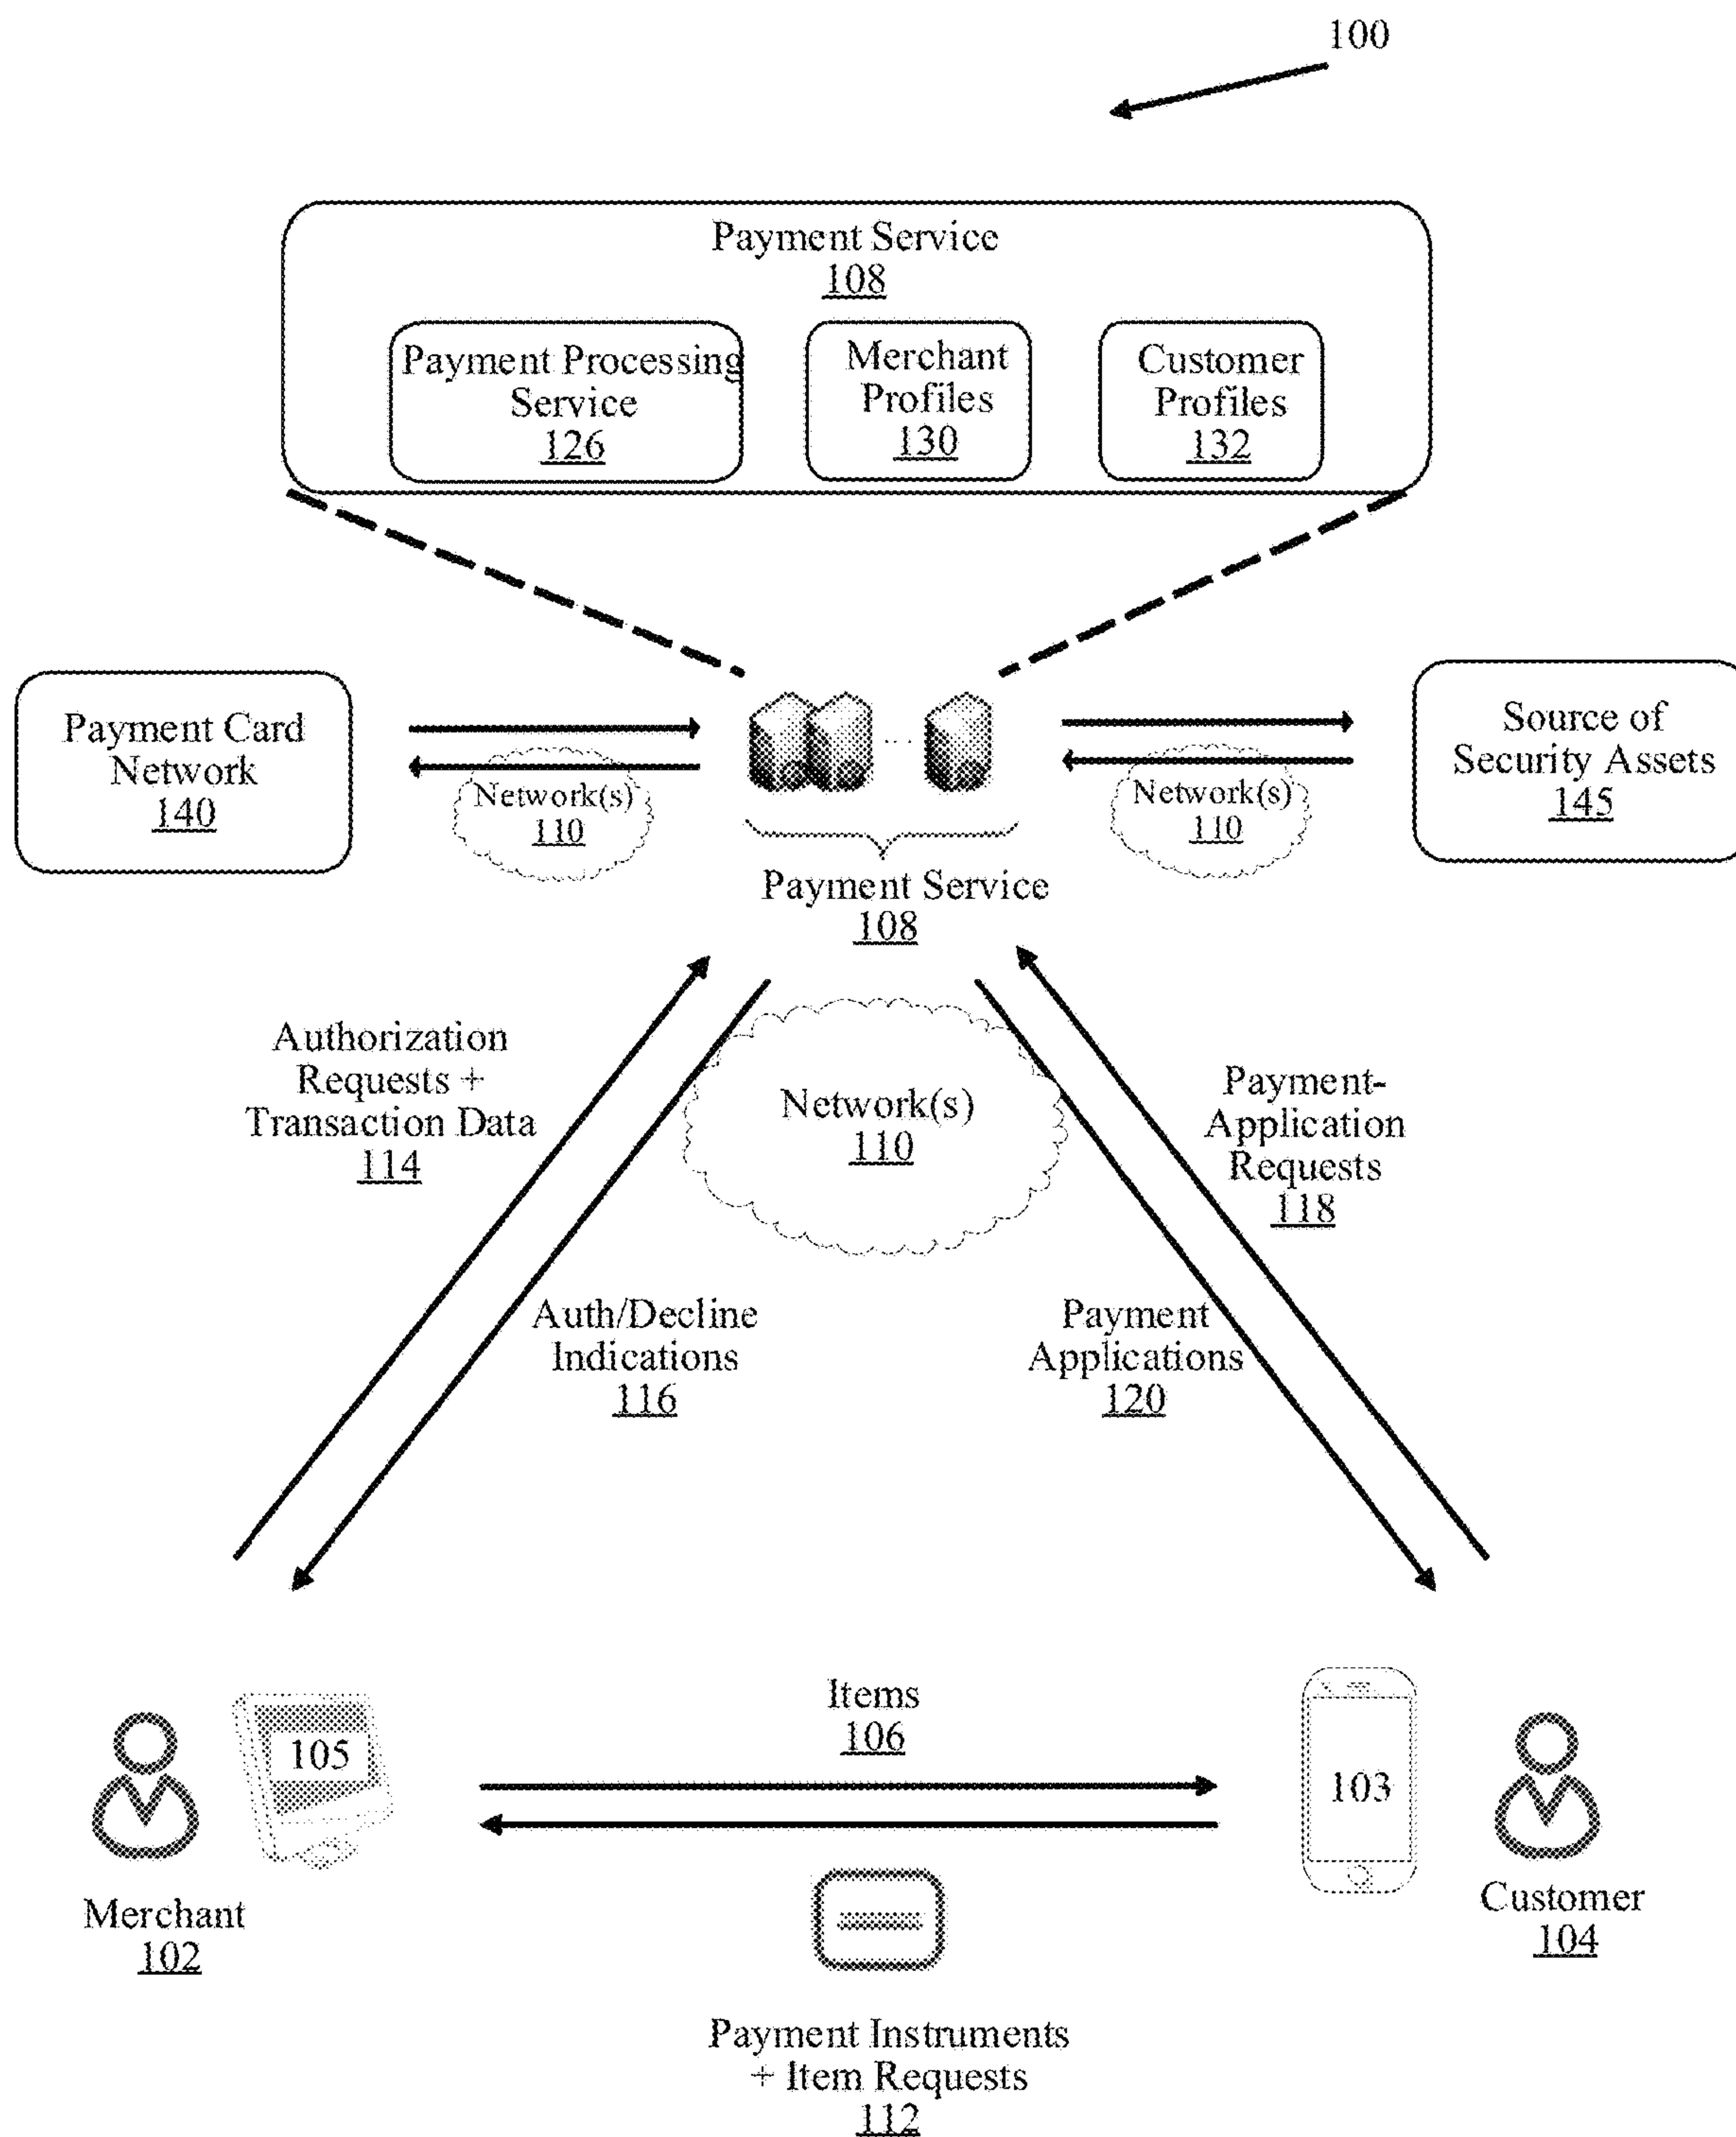 100
Payment Service
108
Payment Processing
Service
126
Merchant
Profiles
130
Customer
Profiles
132
Payment Card
Network
140
Network(s)
110
...
Payment Service
108
Network(s)
110
Source of
Security Assets
145
Authorization
Requests +
Transaction Data
114
Network(s)
110
Payment-
Application
Requests
118
Auth/Decline
Indications
116
Payment
Applications
120
105
Merchant
102
Items
106
103
Customer
104
Payment Instruments
+ Item Requests
112